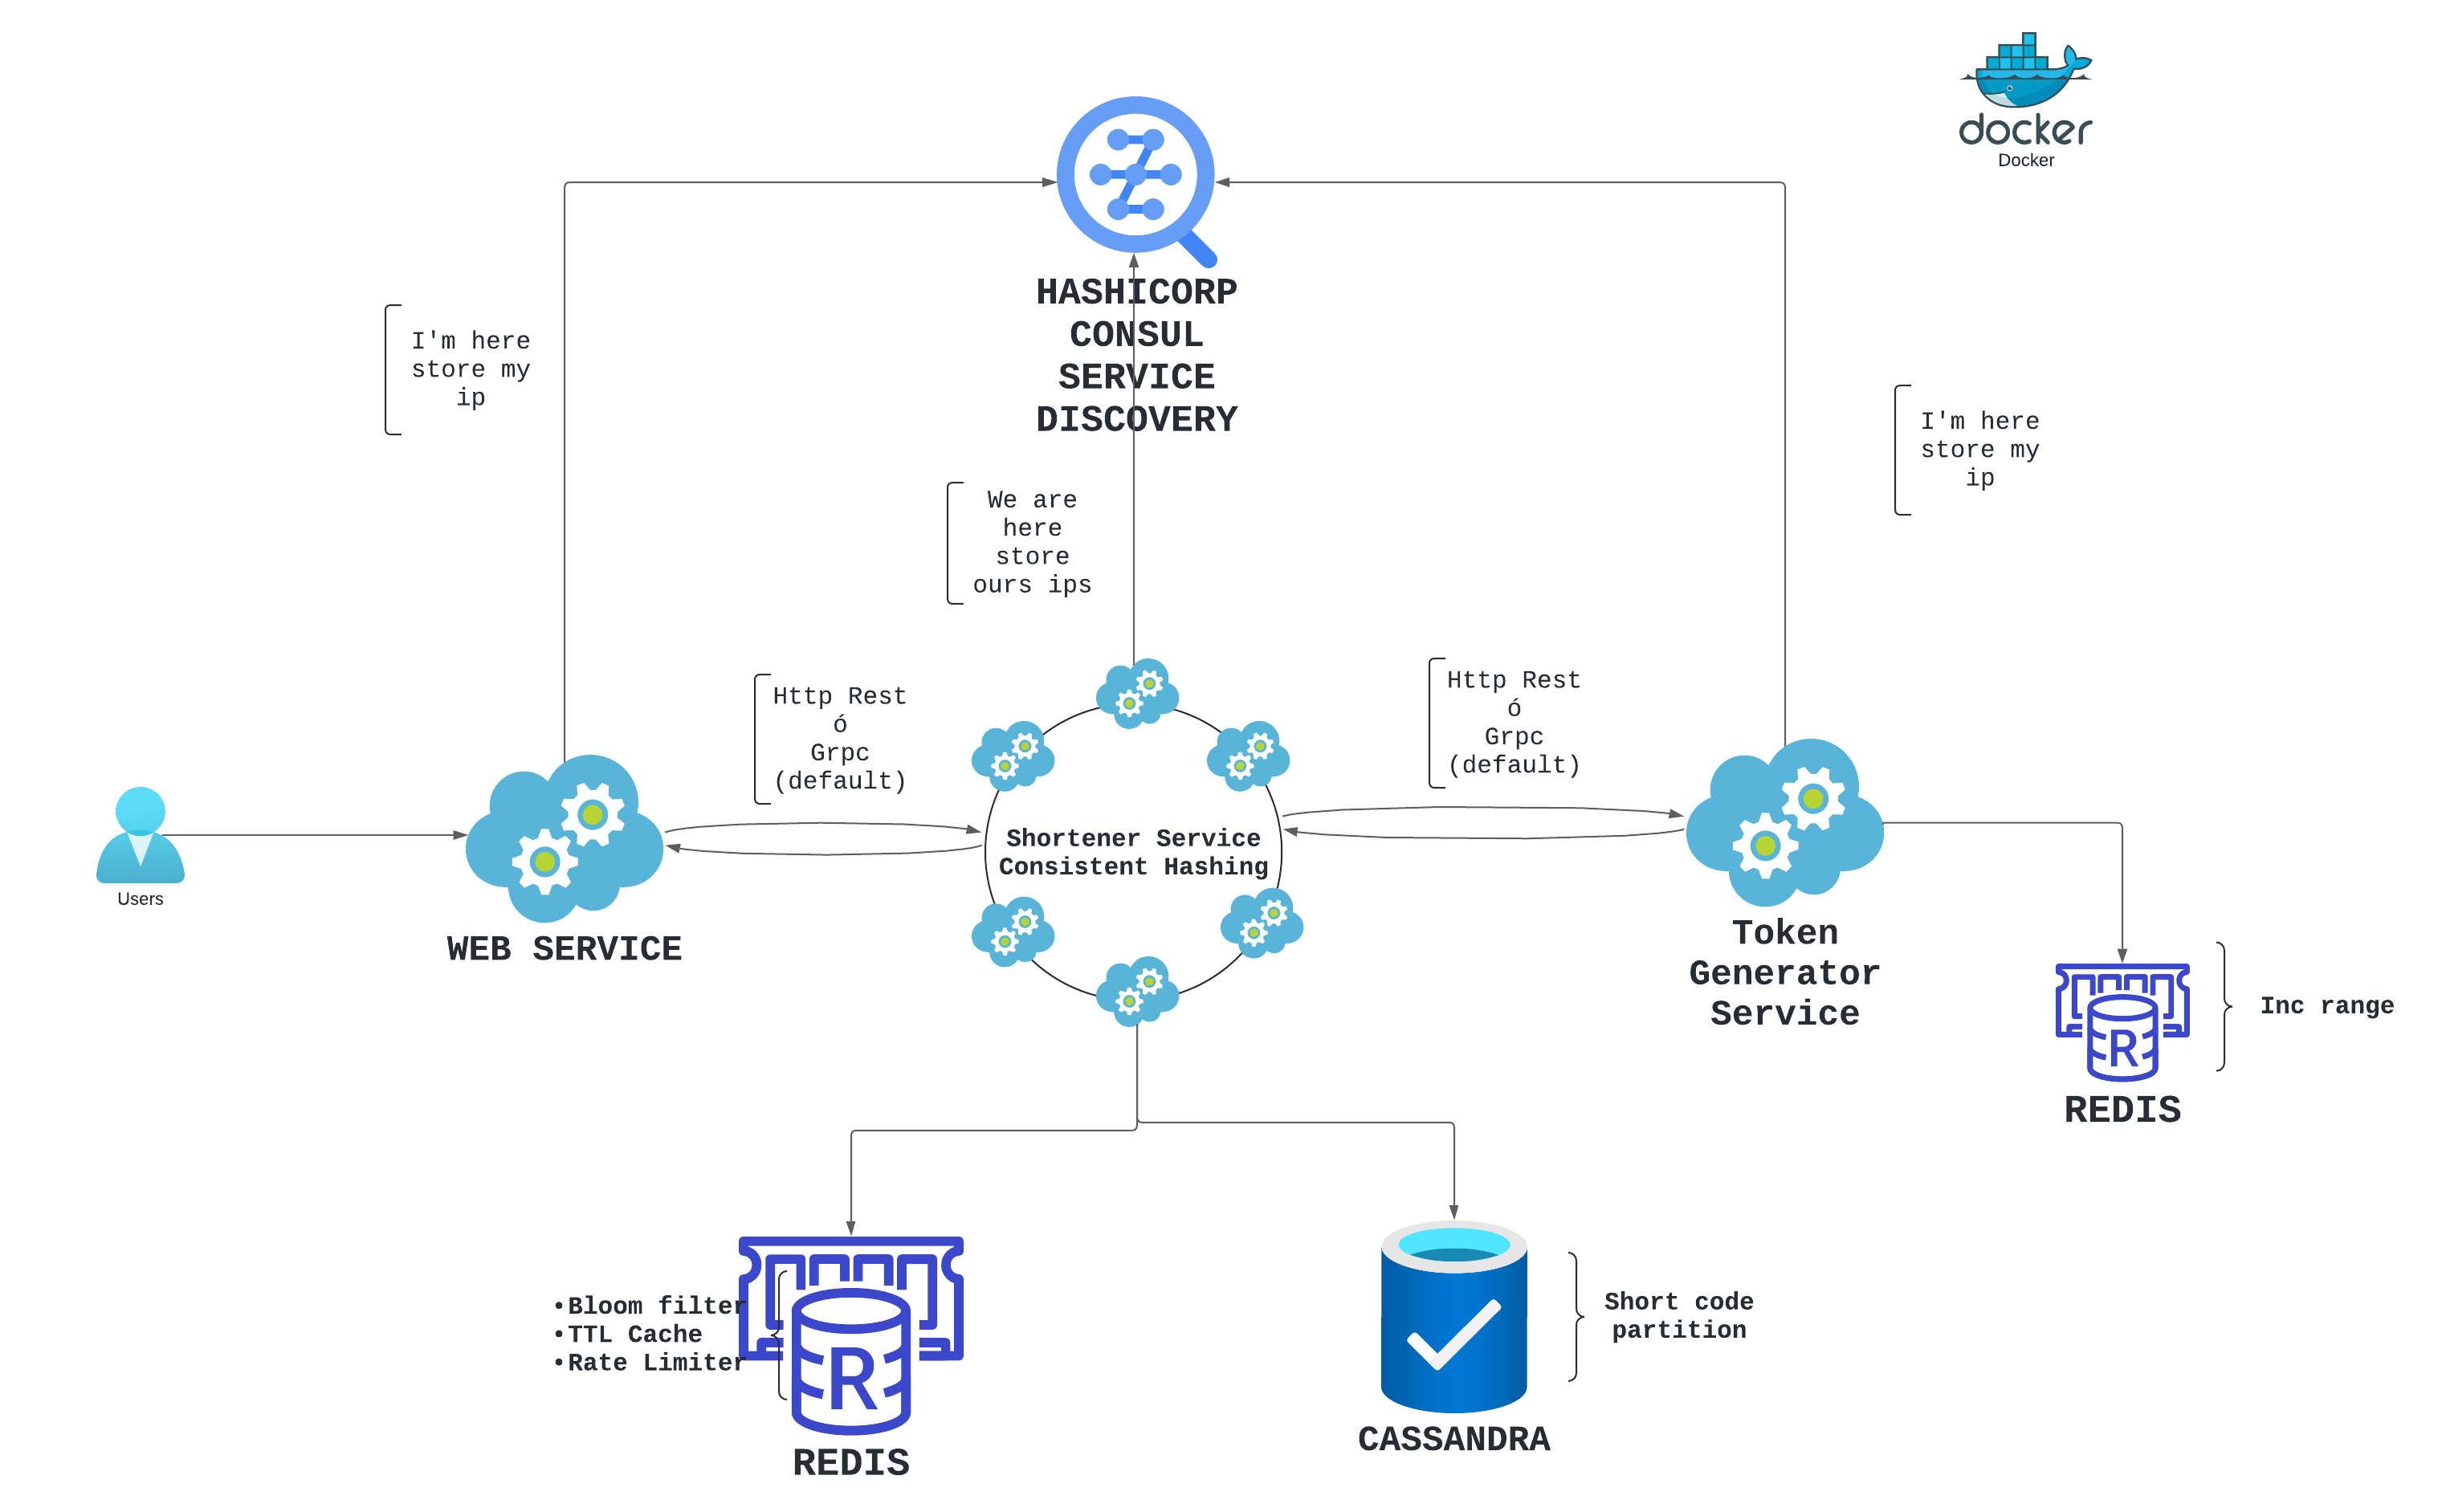 docker
Docker
HASHICORP
CONSUL
SERVICE
DISCOVERY
I'm here
store my
ip
I'm here
store my
ip
We are
here
store
ours ips
Http Rest
ó
Grpc
(default)
Http Rest
ó
Grpc
(default)
Users
WEB SERVICE
Shortener Service
Consistent Hashing
Token
Generator
Service
Inc range
R
REDIS
• Bloom filter
• TTL Cache
• Rate Limiter
R
REDIS
Short code
partition
CASSANDRA